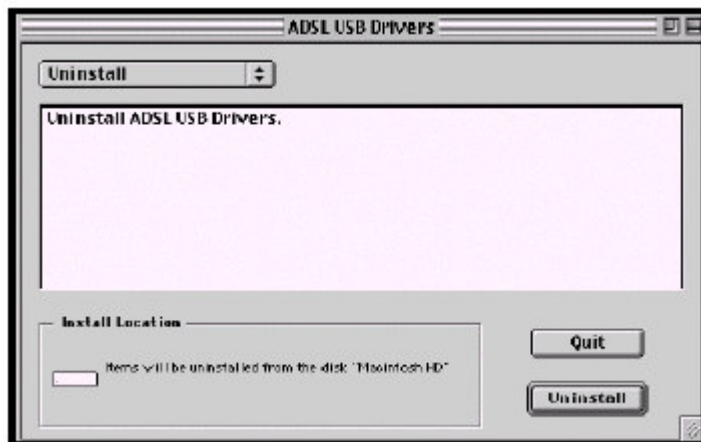 ADSL USB Drivers
Uninstall
Uninstall ADSL USB Drivers.
Install Location
Items will be uninstalled from the disk "Macintosh HD"
Quit
Uninstall